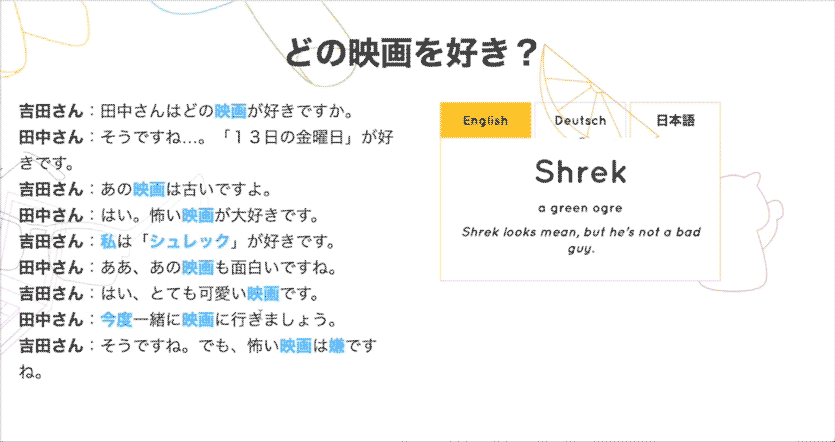 どの映画を好き？
吉田さん：田中さんはどの映画が好きですか。
田中さん：そうですね…。「１３日の金曜日」が好
きです。
吉田さん：あの映画は古いですよ。
田中さん：はい。怖い映画が大好きです。
吉田さん：私は「シュレック」が好きです。
田中さん：ああ、あの映画も面白いですね。
吉田さん：はい、とても可愛い映画です。
田中さん：今度一緒に映画に行ぎましょう。
吉田さん：そうですね。でも、怖い映画は嫌です
ね。
English
Deutsch
日本語
Shrek
a green ogre
Shrek looks mean, but he's not a bad
guy.